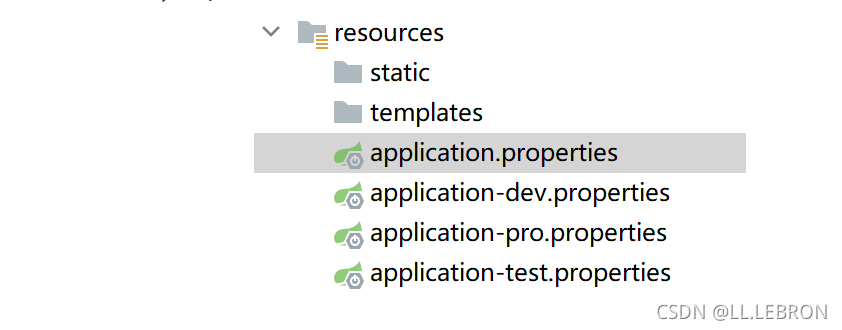 resources
static
templates
application.properties
application-dev.properties
application-pro.properties
application-test.properties
CSDN @LL.LEBRON